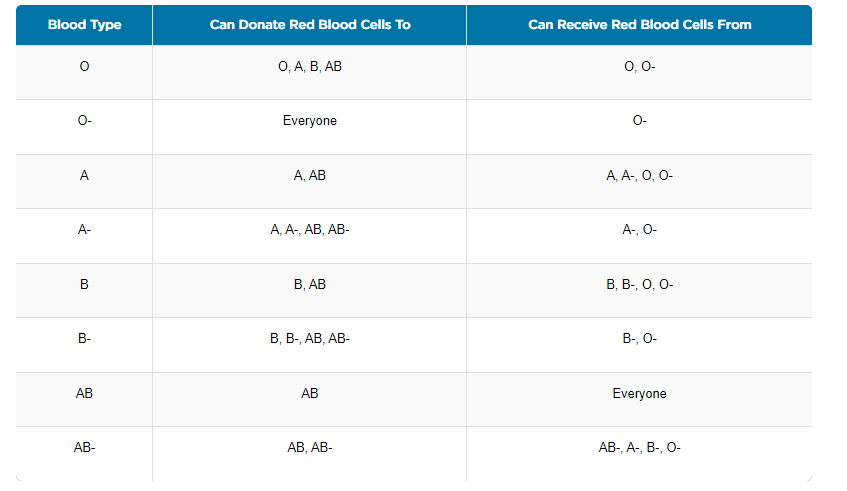 Blood Type Can Donate Red Blood Cells To Can Receive Red Blood Cells From
O O, A, B, AB O, O-
O- Everyone O-
A A, AB A, A-, O, O-
A- A, A-, AB, AB- A-, O-
B B, AB B, B-, O, O-
B- B, B-, AB, AB- B-, O-
AB AB Everyone
AB- AB, AB- AB-, A-, B-, O-